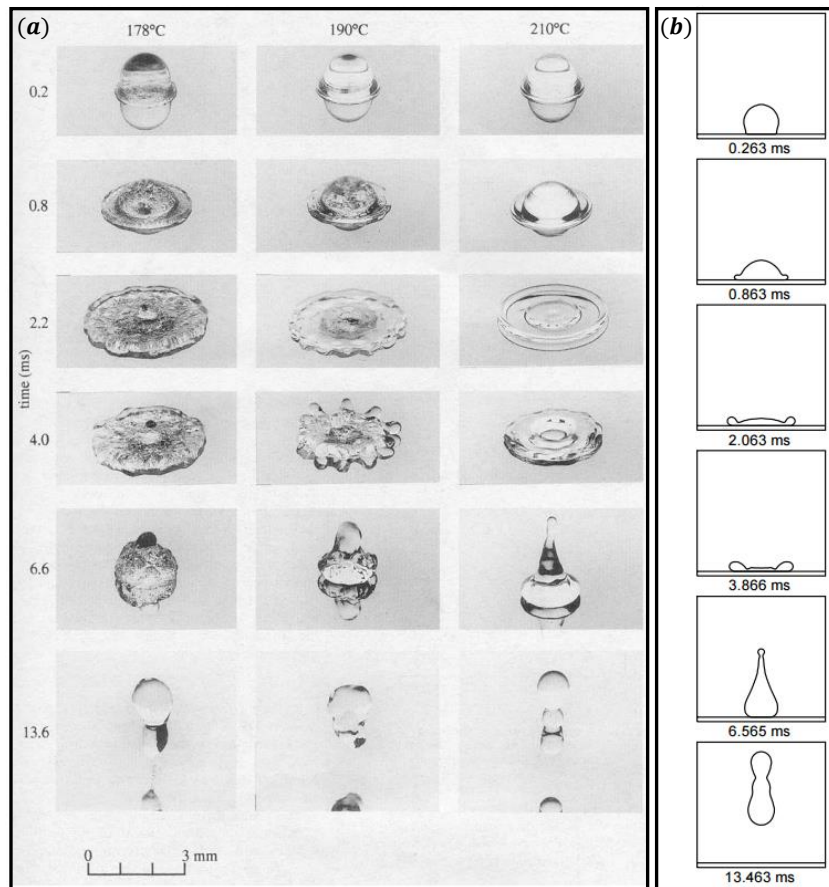 (a)
178°C 190°C 210°C
0.2
0.8
2.2
time (ms)
4.0
6.6
13.6
0 3 mm
(b)
0.263 ms
0.863 ms
2.063 ms
3.866 ms
6.565 ms
13.463 ms